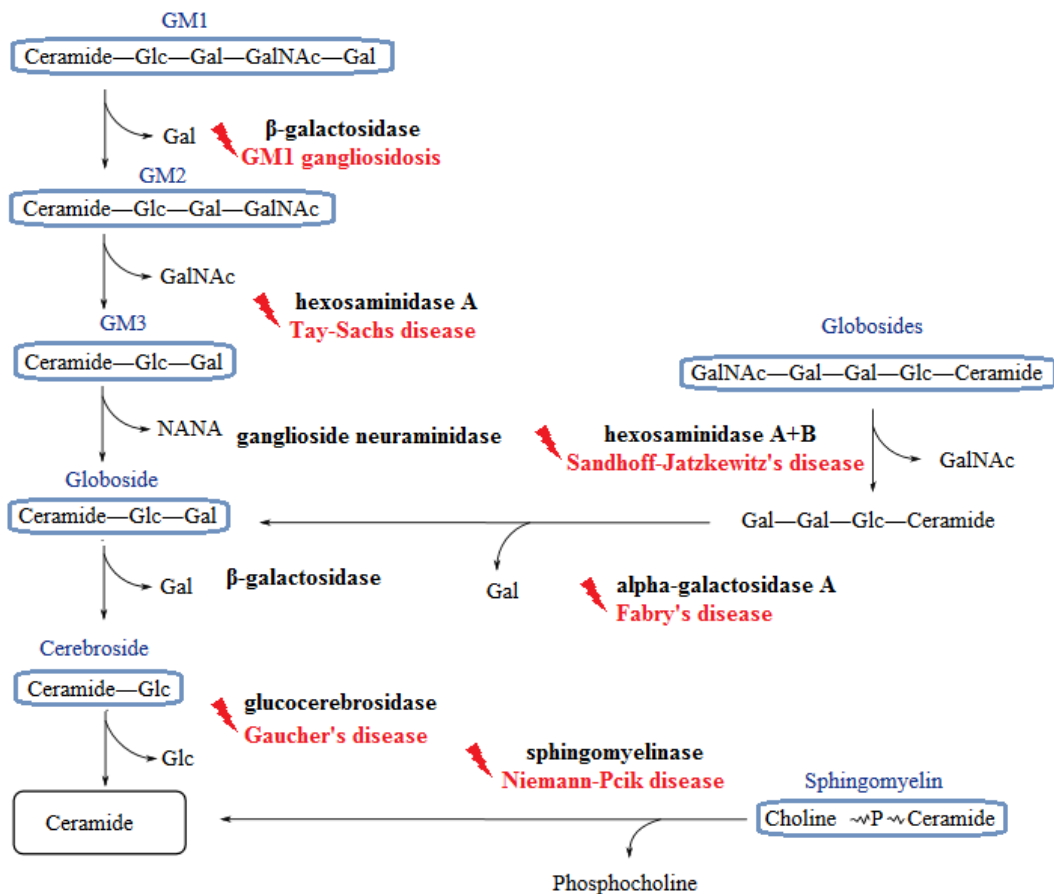 GM1
Ceramide—Glc—Gal—GalNAc—Gal
Gal
β-galactosidase
GM1 gangliosidosis
GM2
Ceramide—Glc—Gal—GalNAc
GalNAc
hexosaminidase A
Tay-Sachs disease
GM3
Ceramide—Glc—Gal
NANA
ganglioside neuraminidase
Globosides
GalNAc—Gal—Gal—Glc—Ceramide
hexosaminidase A+B
Sandhoff-Jatzkewitz's disease
GalNAc
Globoside
Ceramide—Glc—Gal
Gal—Gal—Glc—Ceramide
Gal
β-galactosidase
Gal
alpha-galactosidase A
Fabry's disease
Cerebroside
Ceramide—Glc
glucocerebrosidase
Gaucher's disease
Glc
sphingomyelinase
Niemann-Pcik disease
Sphingomyelin
Choline ~P~ Ceramide
Ceramide
Phosphocholine